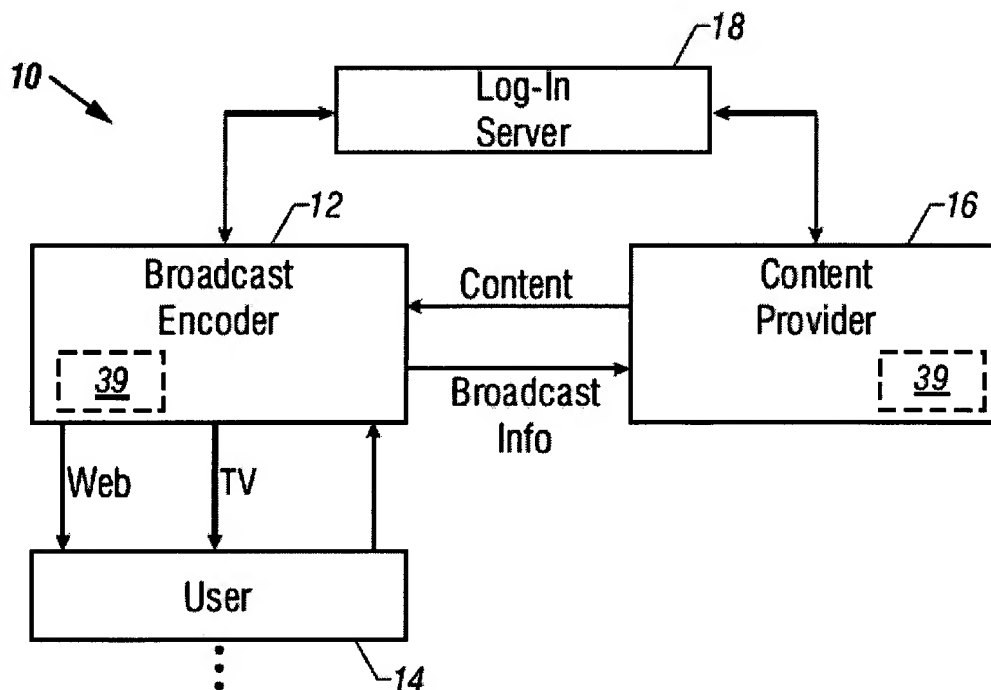 18
10
Log-In
Server
12
16
Broadcast
Encoder
Content
Content
Provider
39
39
Broadcast
Info
Web
TV
User
14